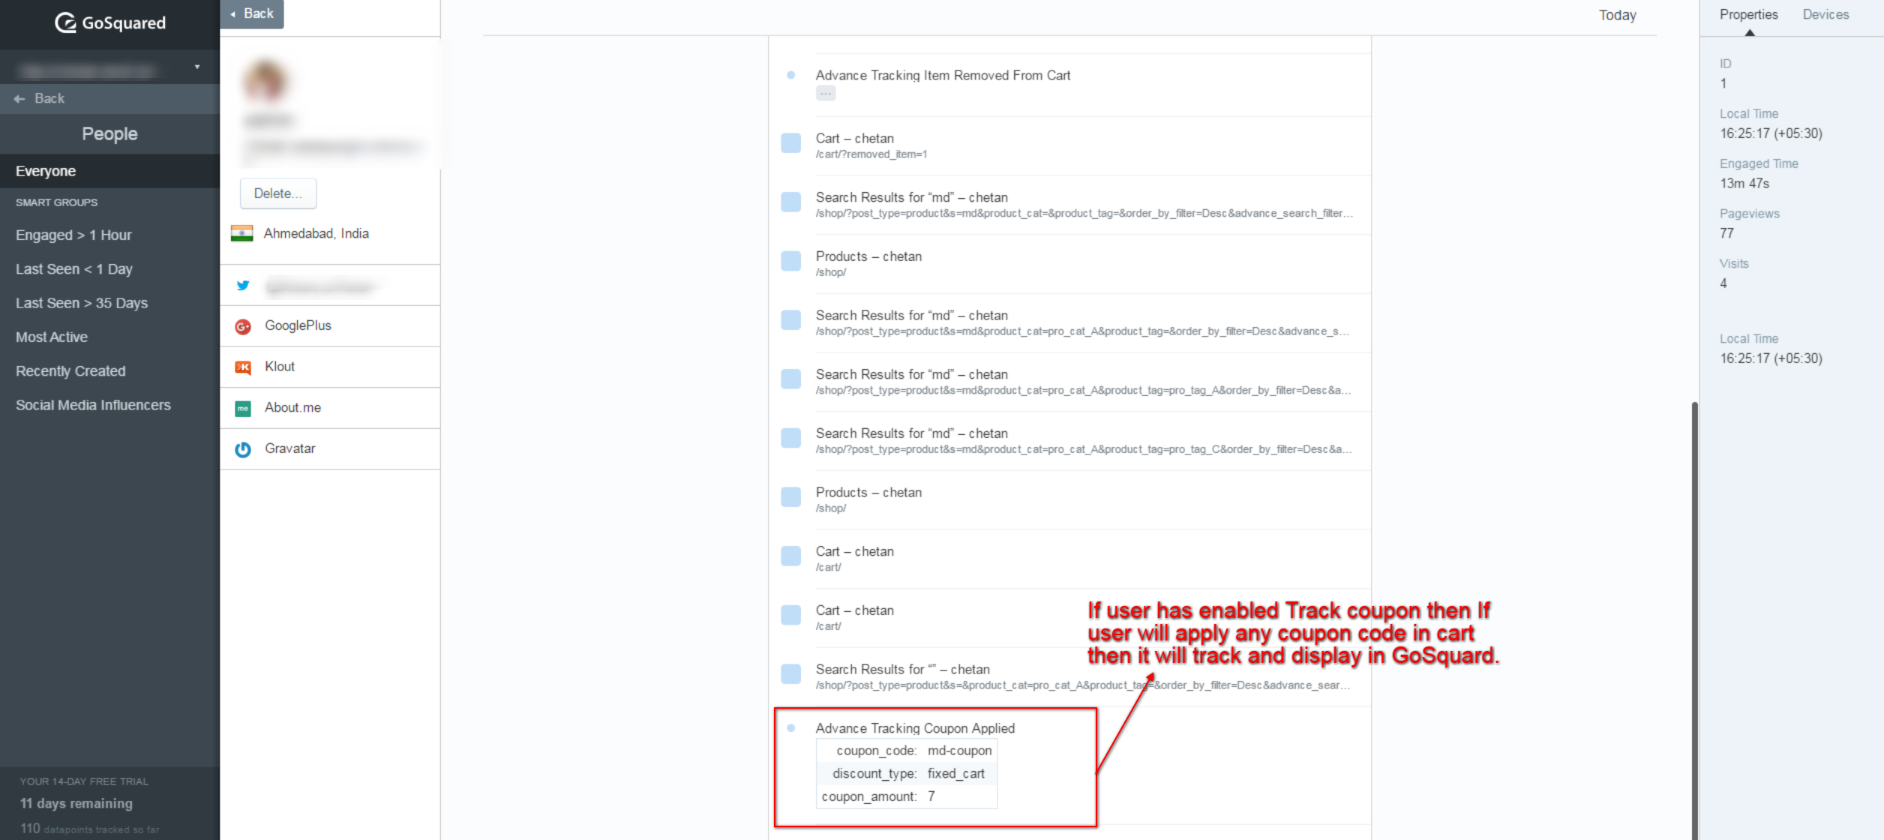 GoSquared
Back
People
Everyone
SMART GROUPS
Engaged > 1 Hour
Last Seen < 1 Day
Last Seen > 35 Days
Most Active
Recently Created
Social Media Influencers
YOUR 14-DAY FREE TRIAL
11 days remaining
110 datapoints tracked so far
Back
Delete...
Ahmedabad, India
GooglePlus
Klout
me About.me
Gravatar
Today
Advance Tracking Item Removed From Cart
...
Cart – chetan
/cart/?removed_item=1
Search Results for “md” – chetan
/shop/?post_type=product&s=md&product_cat=&product_tag=&order_by_filter=Desc&advance_search_filter...
Products – chetan
/shop/
Search Results for “md” – chetan
/shop/?post_type=product&s=md&product_cat=pro_cat_A&product_tag=&order_by_filter=Desc&advance_s...
Search Results for “md” – chetan
/shop/?post_type=product&s=md&product_cat=pro_cat_A&product_tag=pro_tag_A&order_by_filter=Desc&a...
Search Results for “md” – chetan
/shop/?post_type=product&s=md&product_cat=pro_cat_A&product_tag=pro_tag_C&order_by_filter=Desc&a...
Products – chetan
/shop/
Cart – chetan
/cart/
Cart – chetan
/cart/
Search Results for “” – chetan
/shop/?post_type=product&s=&product_cat=pro_cat_A&product_tag=&order_by_filter=Desc&advance_sear...
Advance Tracking Coupon Applied
coupon_code: md-coupon
discount_type: fixed_cart
coupon_amount: 7
If user has enabled Track coupon then If
user will apply any coupon code in cart
then it will track and display in GoSquard.
Properties Devices
ID
1
Local Time
16:25:17 (+05:30)
Engaged Time
13m 47s
Pageviews
77
Visits
4
Local Time
16:25:17 (+05:30)